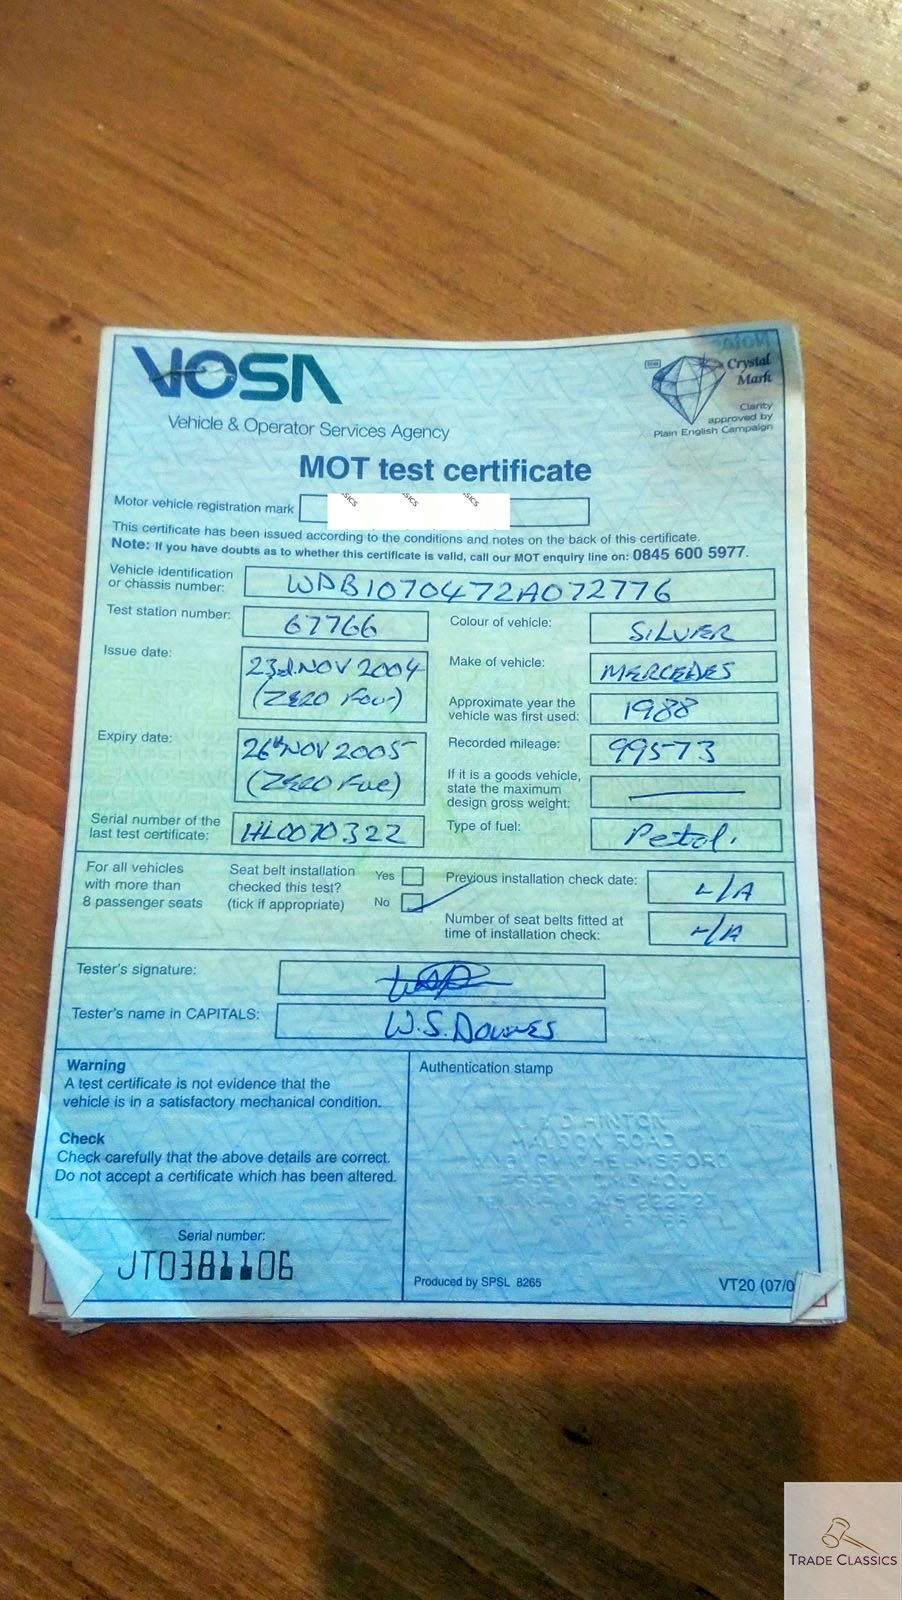 VOSA
Crystal
Mark
Clarity
approved by
Plain English Campaign
Vehicle & Operator Services Agency
MOT test certificate
Motor vehicle registration mark
This certificate has been issued according to the conditions and notes on the back of this certificate.
Note: If you have doubts as to whether this certificate is valid, call our MOT enquiry line on: 0845 600 5977.
Vehicle identification
or chassis number: WDB1070472A072776
Test station number: 67766
Colour of vehicle: SILVER
Issue date: 23rd. NOV 2004
(ZERO Four)
Make of vehicle: MERCEDES
Approximate year the
vehicle was first used: 1988
Expiry date: 26th NOV 2005
(ZERO Five)
Recorded mileage: 99573
If it is a goods vehicle,
state the maximum
design gross weight:
Serial number of the
last test certificate: HL0070322
Type of fuel: Petrol.
For all vehicles
with more than
8 passenger seats
Seat belt installation
checked this test?
(tick if appropriate)
Yes
No
Previous installation check date: N/A
Number of seat belts fitted at
time of installation check: N/A
Tester's signature:
Tester's name in CAPITALS: W.S. DOWNES
Warning
A test certificate is not evidence that the
vehicle is in a satisfactory mechanical condition.
Check
Check carefully that the above details are correct.
Do not accept a certificate which has been altered.
Serial number:
JT0381106
Authentication stamp
HINTON
ROAD
Produced by SPSL 8265
VT20 (07/0
TRADE CLASSICS